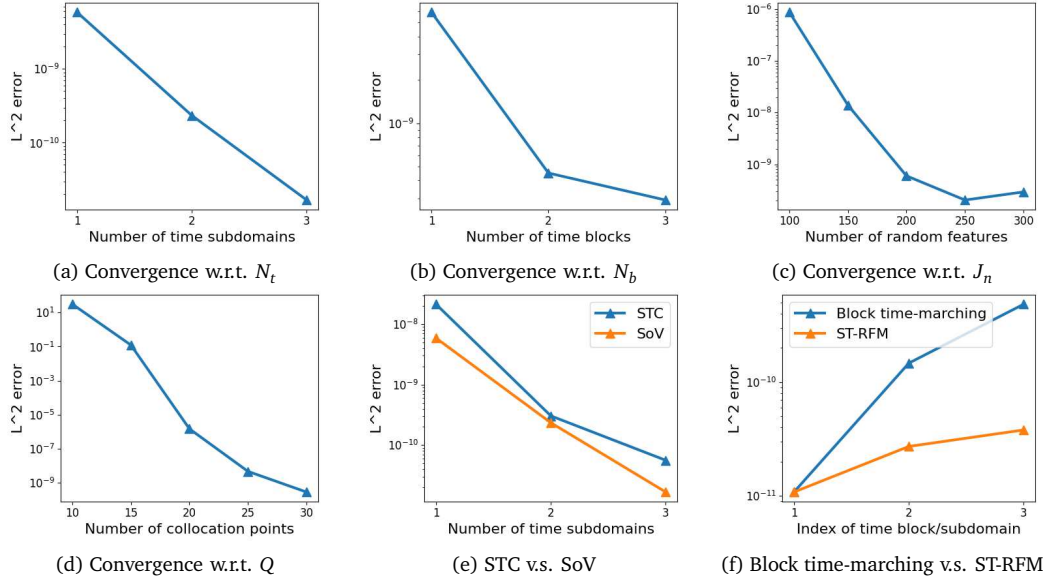 L^2 error
10⁻⁹
10⁻¹⁰
1 2 3
Number of time subdomains
(a) Convergence w.r.t. N_t
L^2 error
10⁻⁹
1 2 3
Number of time blocks
(b) Convergence w.r.t. N_b
L^2 error
10⁻⁶
10⁻⁷
10⁻⁸
10⁻⁹
100 150 200 250 300
Number of random features
(c) Convergence w.r.t. J_n
L^2 error
10¹
10⁻¹
10⁻³
10⁻⁵
10⁻⁷
10⁻⁹
10 15 20 25 30
Number of collocation points
(d) Convergence w.r.t. Q
L^2 error
10⁻⁸
10⁻⁹
10⁻¹⁰
STC
SoV
1 2 3
Number of time subdomains
(e) STC v.s. SoV
L^2 error
10⁻¹⁰
10⁻¹¹
Block time-marching
ST-RFM
1 2 3
Index of time block/subdomain
(f) Block time-marching v.s. ST-RFM